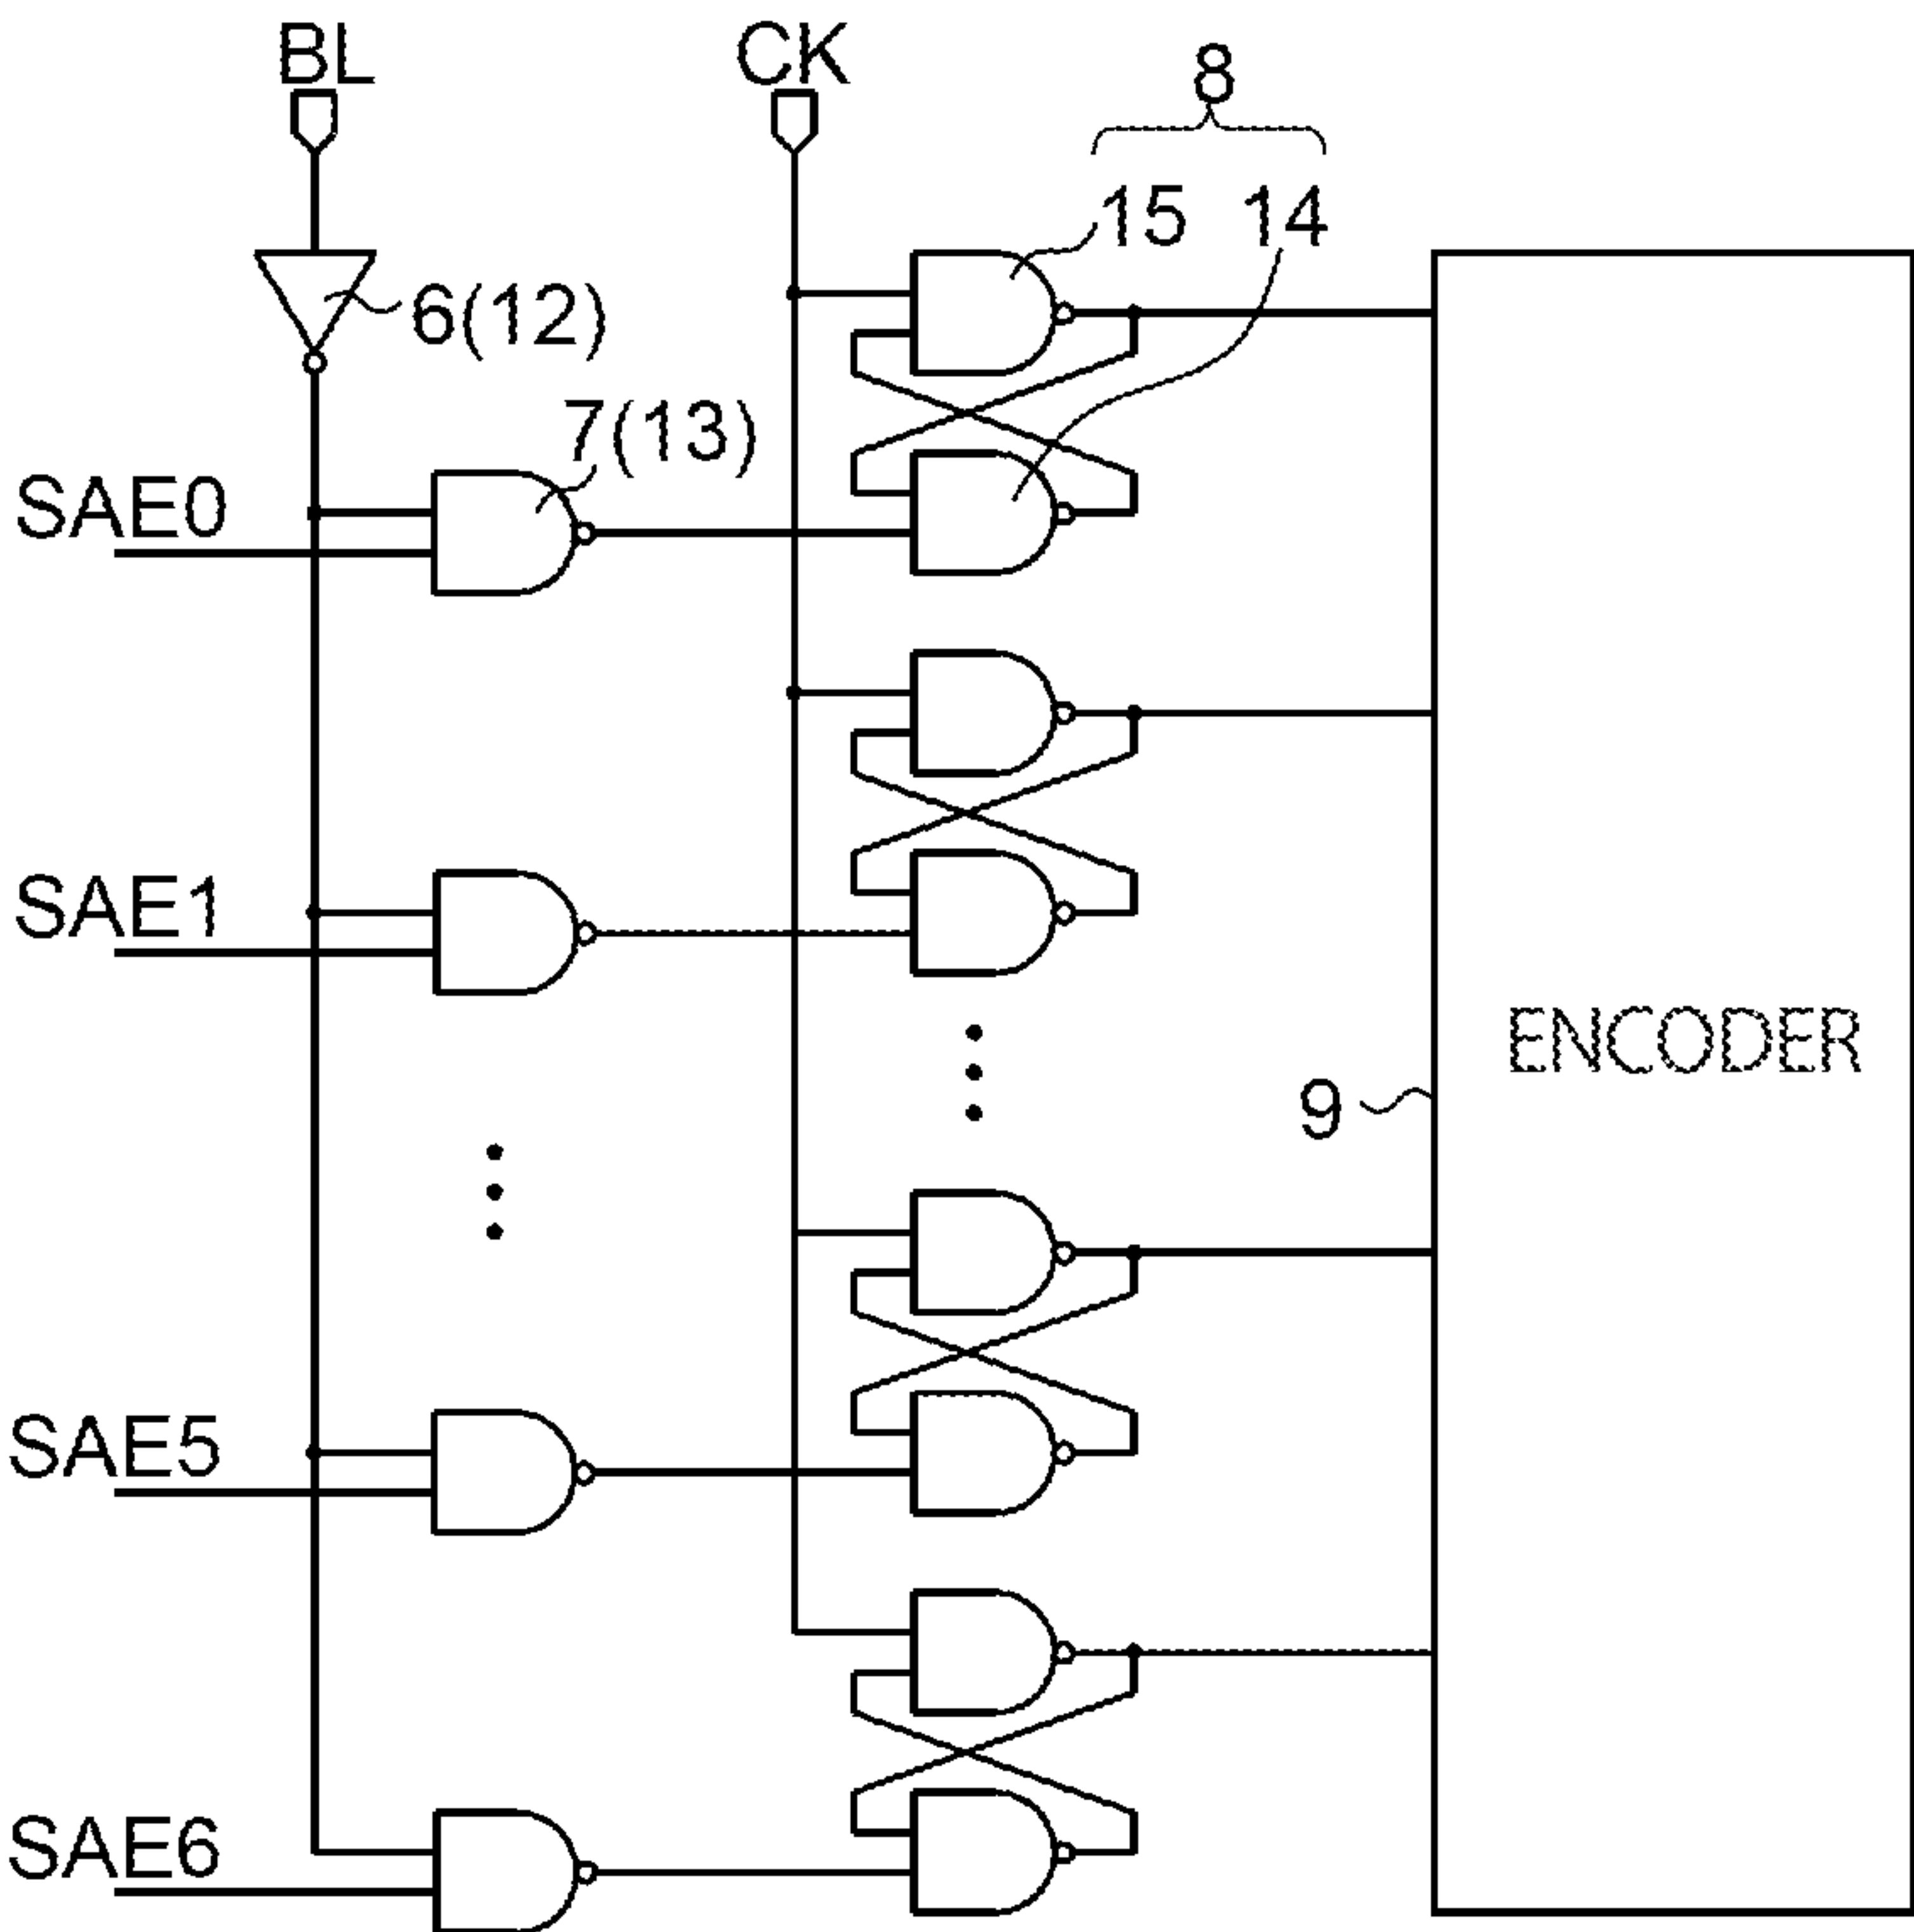 BL
CK
8
15
14
6(12)
7(13)
SAE0
SAE1
ENCODER
9
SAE5
SAE6